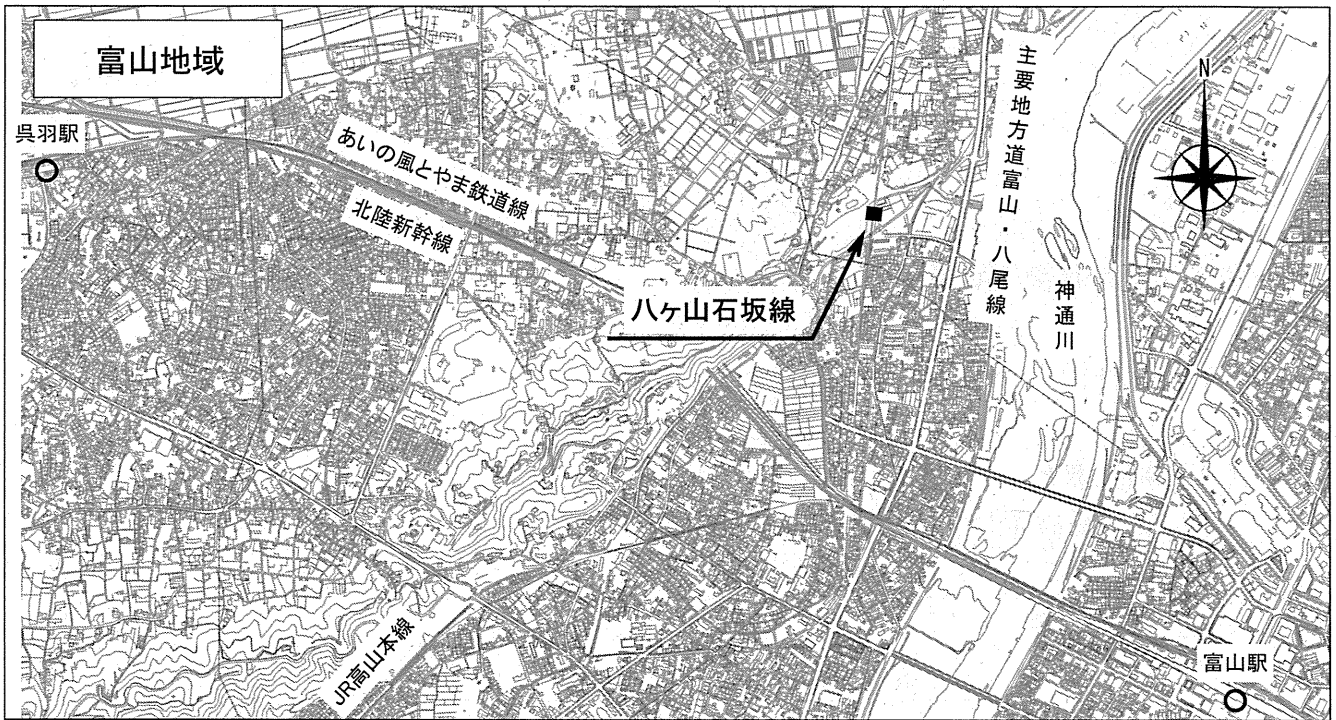 富山地域
呉羽駅
あいの風とやま鉄道線
北陸新幹線
八ヶ山石坂線
主要地方道富山・八尾線
神通川
N
JR高山本線
富山駅